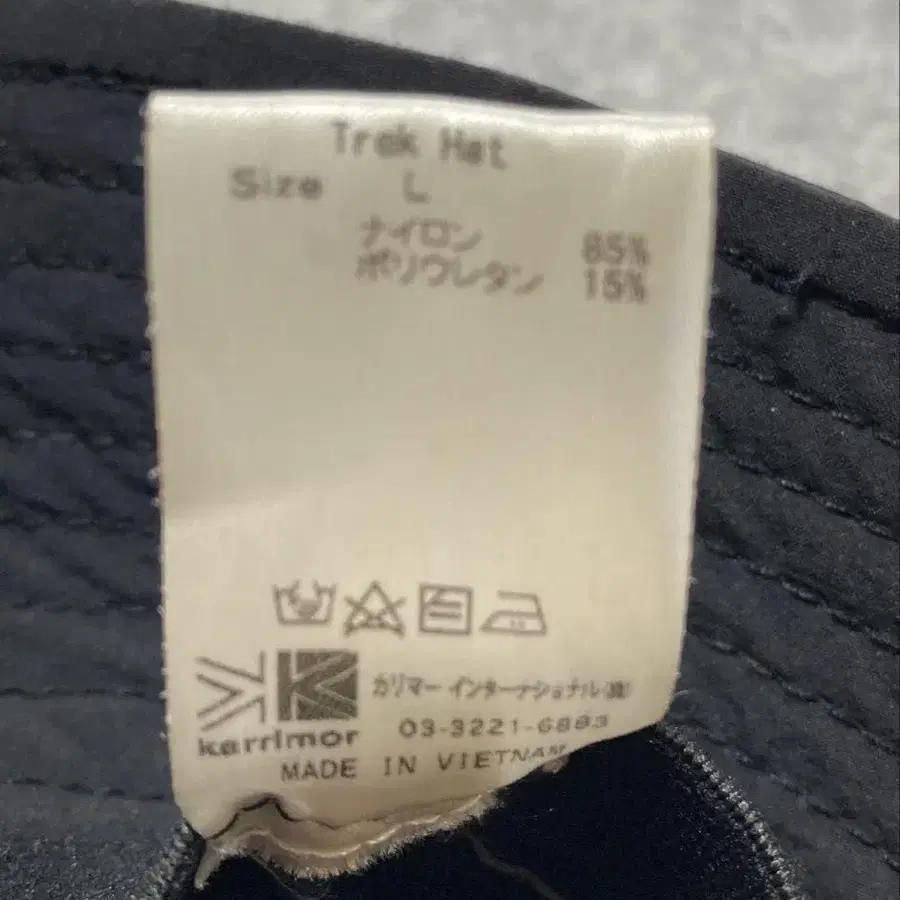 Trek Hat
Size L
ナイロン 85%
ポリウレタン 15%
カリマー インターナショナル(株)
03-3221-6883
karrimor
MADE IN VIETNAM